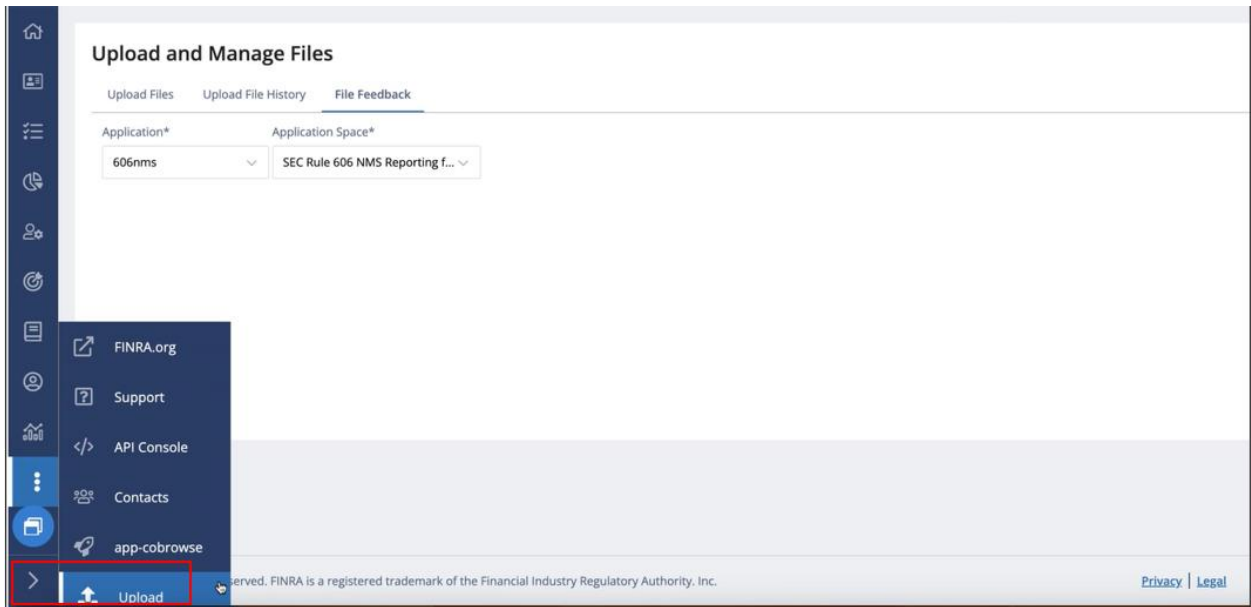 Upload and Manage Files
Upload Files Upload File History File Feedback
Application* Application Space*
606nms SEC Rule 606 NMS Reporting f...
FINRA.org
Support
API Console
Contacts
app-cobrowse
Upload
served. FINRA is a registered trademark of the Financial Industry Regulatory Authority. Inc. Privacy | Legal